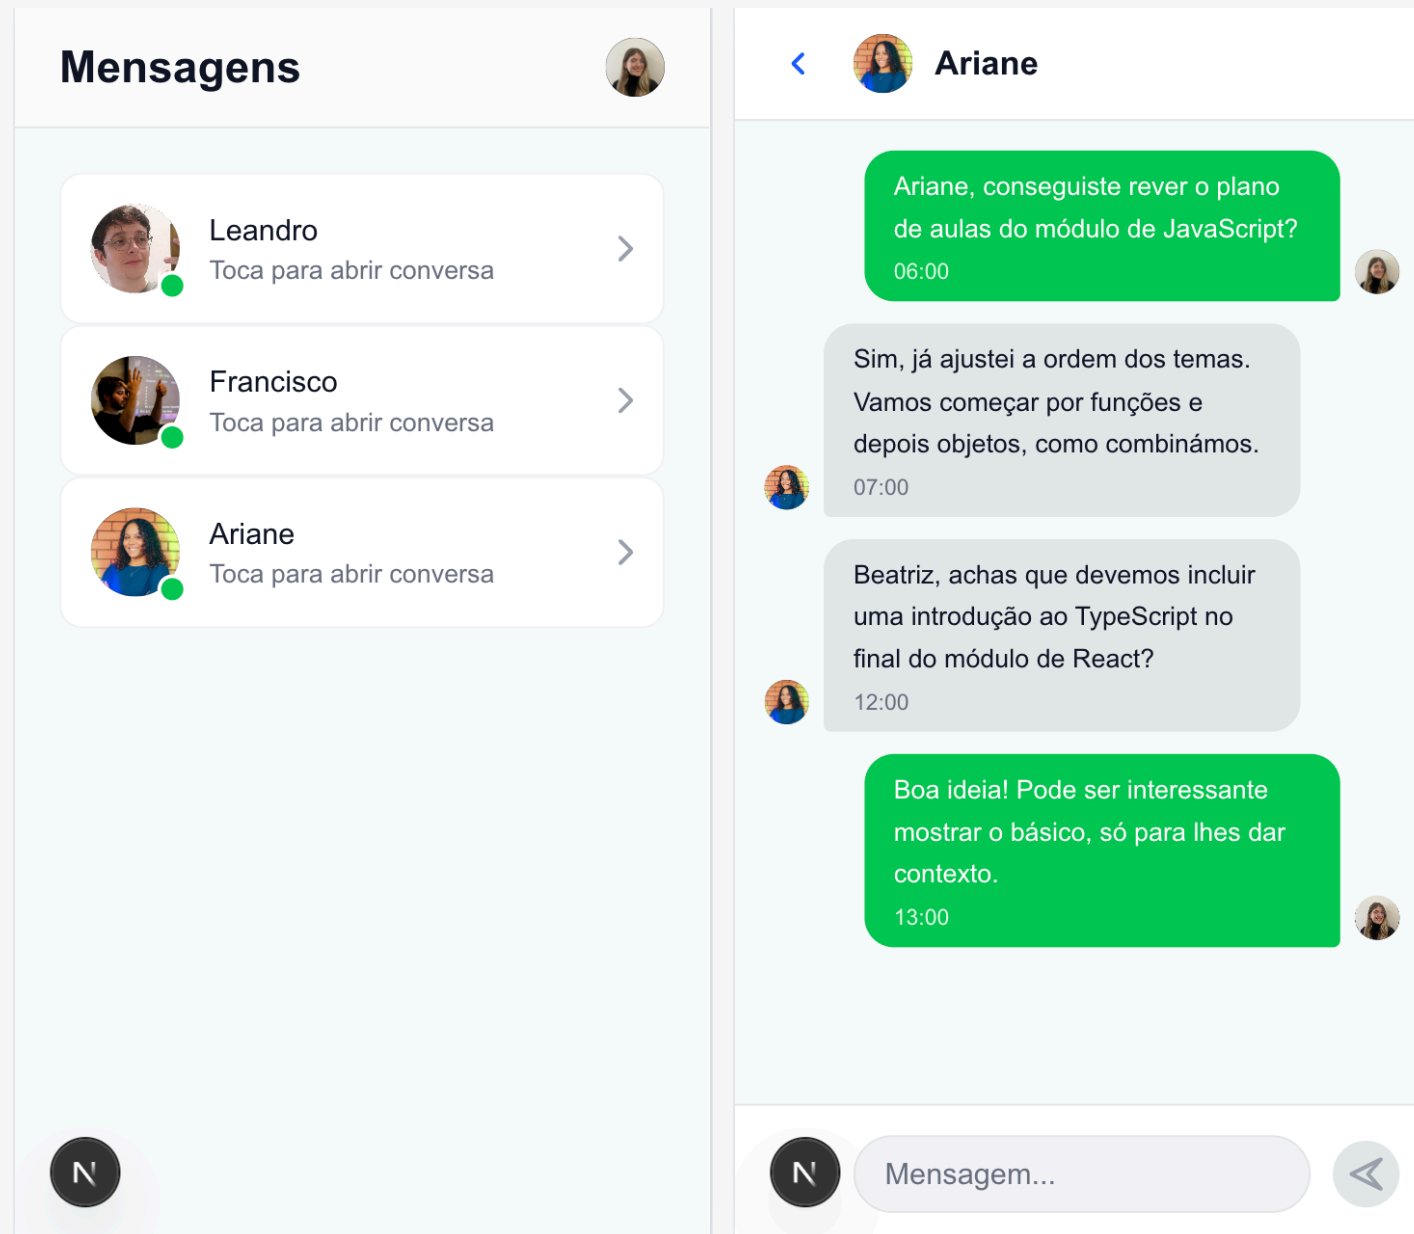 Mensagens
Leandro
Toca para abrir conversa
Francisco
Toca para abrir conversa
Ariane
Toca para abrir conversa
N
Ariane
Ariane, conseguiste rever o plano
de aulas do módulo de JavaScript?
06:00
Sim, já ajustei a ordem dos temas.
Vamos começar por funções e
depois objetos, como combinámos.
07:00
Beatriz, achas que devemos incluir
uma introdução ao TypeScript no
final do módulo de React?
12:00
Boa ideia! Pode ser interessante
mostrar o básico, só para lhes dar
contexto.
13:00
N
Mensagem...